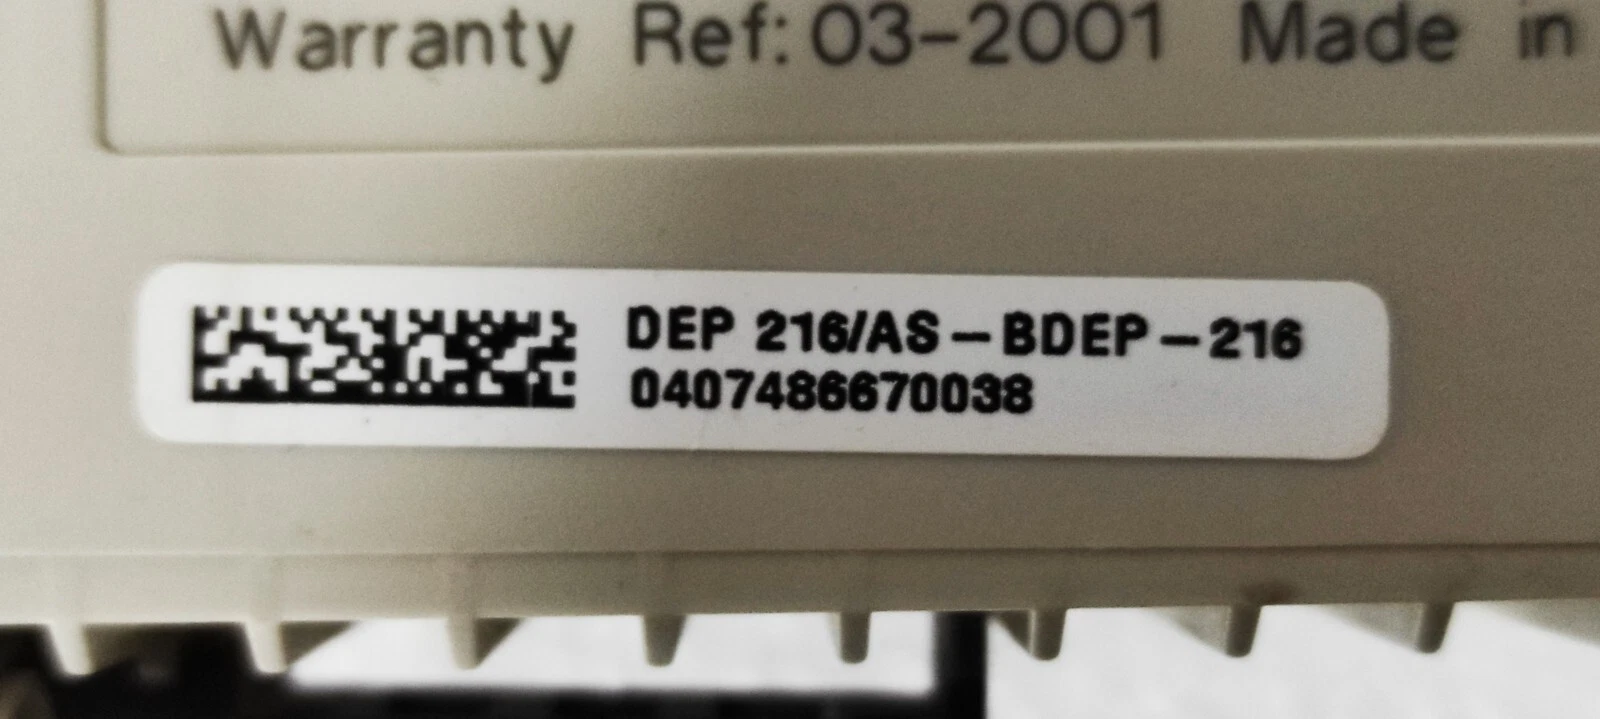 Warranty Ref: 03-2001 Made in
DEP 216/AS-BDEP-216
0407486670038